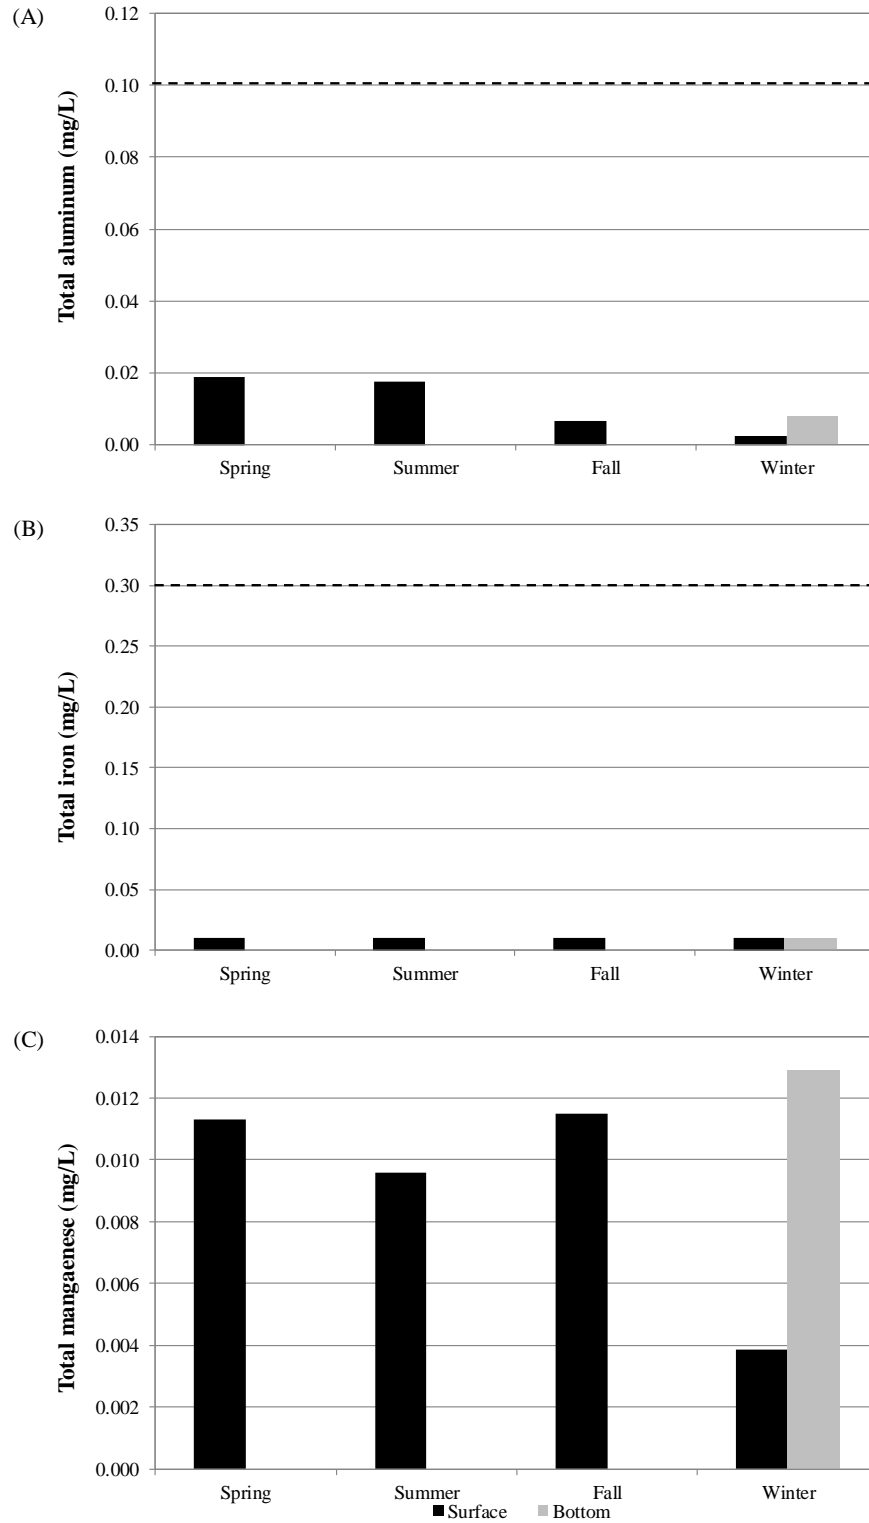 (A)
Total aluminum (mg/L)
0.12
0.10
0.08
0.06
0.04
0.02
0.00
Spring Summer Fall Winter
(B)
Total iron (mg/L)
0.35
0.30
0.25
0.20
0.15
0.10
0.05
0.00
Spring Summer Fall Winter
(C)
Total mangaenese (mg/L)
0.014
0.012
0.010
0.008
0.006
0.004
0.002
0.000
Spring Summer Fall Winter
Surface Bottom